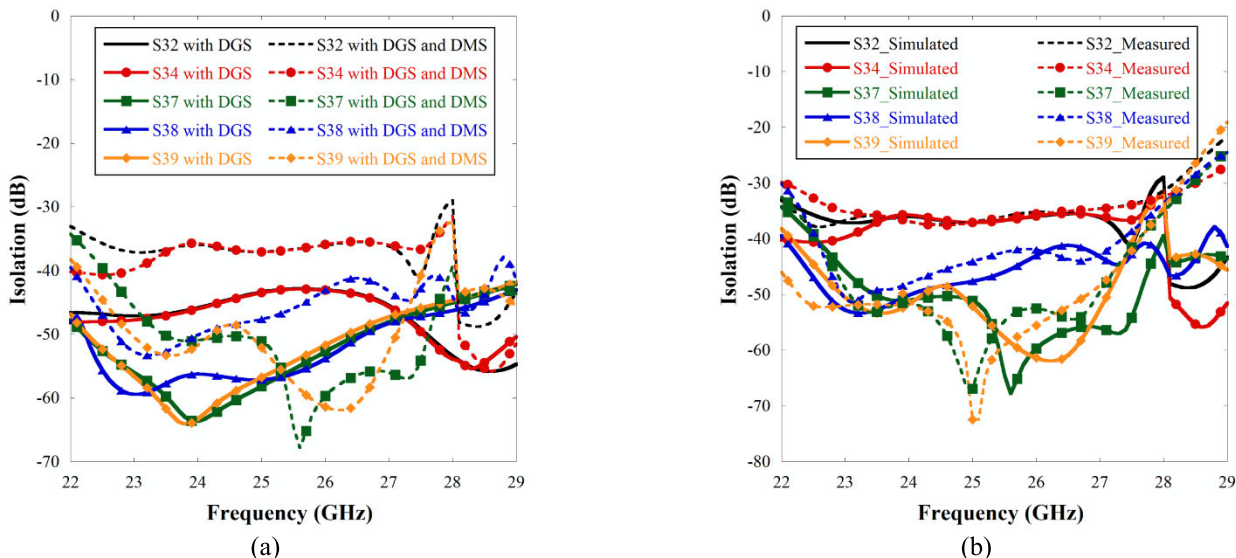 0
-10
-20
-30
-40
-50
-60
-70
Isolation (dB)
S32 with DGS
S32 with DGS and DMS
S34 with DGS
S34 with DGS and DMS
S37 with DGS
S37 with DGS and DMS
S38 with DGS
S38 with DGS and DMS
S39 with DGS
S39 with DGS and DMS
22 23 24 25 26 27 28 29
Frequency (GHz)
(a)
0
-10
-20
-30
-40
-50
-60
-70
-80
Isolation (dB)
S32_Simulated
S32_Measured
S34_Simulated
S34_Measured
S37_Simulated
S37_Measured
S38_Simulated
S38_Measured
S39_Simulated
S39_Measured
22 23 24 25 26 27 28 29
Frequency (GHz)
(b)